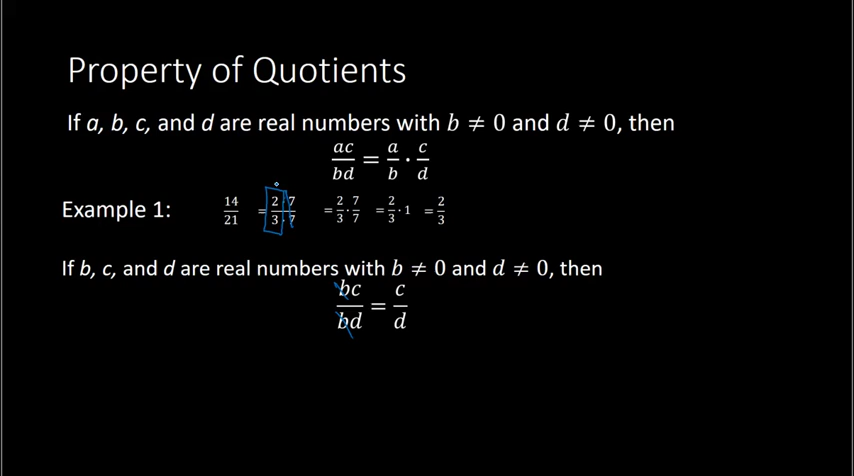 Property of Quotients
If a, b, c, and d are real numbers with b ≠ 0 and d ≠ 0, then
ac/bd = a/b · c/d
Example 1: 14/21 = 2·7/3·7 = 2/3 · 7/7 = 2/3 · 1 = 2/3
If b, c, and d are real numbers with b ≠ 0 and d ≠ 0, then
bc/bd = c/d